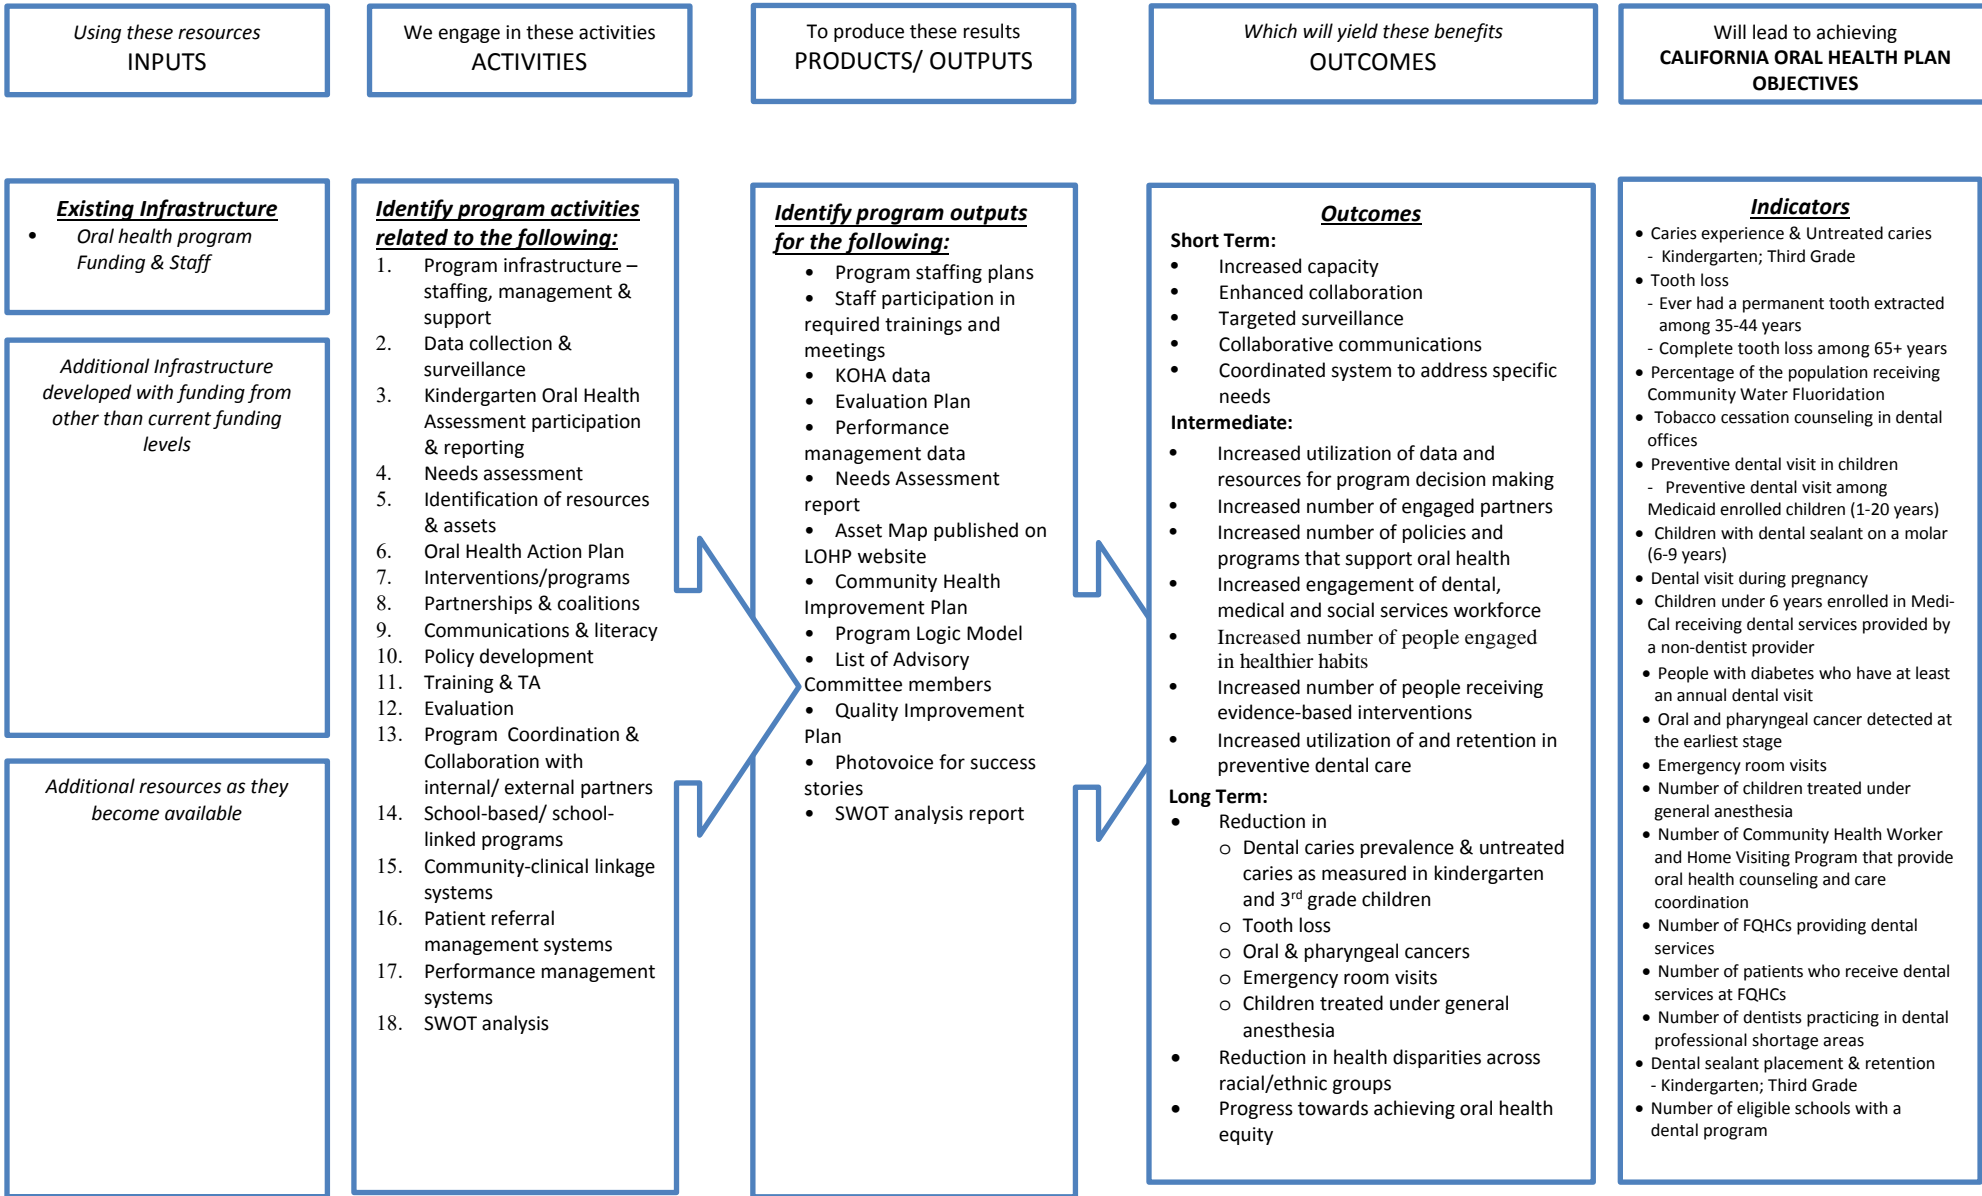 Using these resources
INPUTS
We engage in these activities
ACTIVITIES
To produce these results
PRODUCTS/ OUTPUTS
Which will yield these benefits
OUTCOMES
Will lead to achieving
CALIFORNIA ORAL HEALTH PLAN
OBJECTIVES
Existing Infrastructure
• Oral health program
Funding & Staff
Additional Infrastructure
developed with funding from
other than current funding
levels
Additional resources as they
become available
Identify program activities
related to the following:
1. Program infrastructure –
staffing, management &
support
2. Data collection &
surveillance
3. Kindergarten Oral Health
Assessment participation
& reporting
4. Needs assessment
5. Identification of resources
& assets
6. Oral Health Action Plan
7. Interventions/programs
8. Partnerships & coalitions
9. Communications & literacy
10. Policy development
11. Training & TA
12. Evaluation
13. Program Coordination &
Collaboration with
internal/ external partners
14. School-based/ school-
linked programs
15. Community-clinical linkage
systems
16. Patient referral
management systems
17. Performance management
systems
18. SWOT analysis
Identify program outputs
for the following:
• Program staffing plans
• Staff participation in
required trainings and
meetings
• KOHA data
• Evaluation Plan
• Performance
management data
• Needs Assessment
report
• Asset Map published on
LOHP website
• Community Health
Improvement Plan
• Program Logic Model
• List of Advisory
Committee members
• Quality Improvement
Plan
• Photovoice for success
stories
• SWOT analysis report
Outcomes
Short Term:
• Increased capacity
• Enhanced collaboration
• Targeted surveillance
• Collaborative communications
• Coordinated system to address specific
needs
Intermediate:
• Increased utilization of data and
resources for program decision making
• Increased number of engaged partners
• Increased number of policies and
programs that support oral health
• Increased engagement of dental,
medical and social services workforce
• Increased number of people engaged
in healthier habits
• Increased number of people receiving
evidence-based interventions
• Increased utilization of and retention in
preventive dental care
Long Term:
• Reduction in
o Dental caries prevalence & untreated
caries as measured in kindergarten
and 3rd grade children
o Tooth loss
o Oral & pharyngeal cancers
o Emergency room visits
o Children treated under general
anesthesia
• Reduction in health disparities across
racial/ethnic groups
• Progress towards achieving oral health
equity
Indicators
• Caries experience & Untreated caries
- Kindergarten; Third Grade
• Tooth loss
- Ever had a permanent tooth extracted
among 35-44 years
- Complete tooth loss among 65+ years
• Percentage of the population receiving
Community Water Fluoridation
• Tobacco cessation counseling in dental
offices
• Preventive dental visit in children
- Preventive dental visit among
Medicaid enrolled children (1-20 years)
• Children with dental sealant on a molar
(6-9 years)
• Dental visit during pregnancy
• Children under 6 years enrolled in Medi-
Cal receiving dental services provided by
a non-dentist provider
• People with diabetes who have at least
an annual dental visit
• Oral and pharyngeal cancer detected at
the earliest stage
• Emergency room visits
• Number of children treated under
general anesthesia
• Number of Community Health Worker
and Home Visiting Program that provide
oral health counseling and care
coordination
• Number of FQHCs providing dental
services
• Number of patients who receive dental
services at FQHCs
• Number of dentists practicing in dental
professional shortage areas
• Dental sealant placement & retention
- Kindergarten; Third Grade
• Number of eligible schools with a
dental program